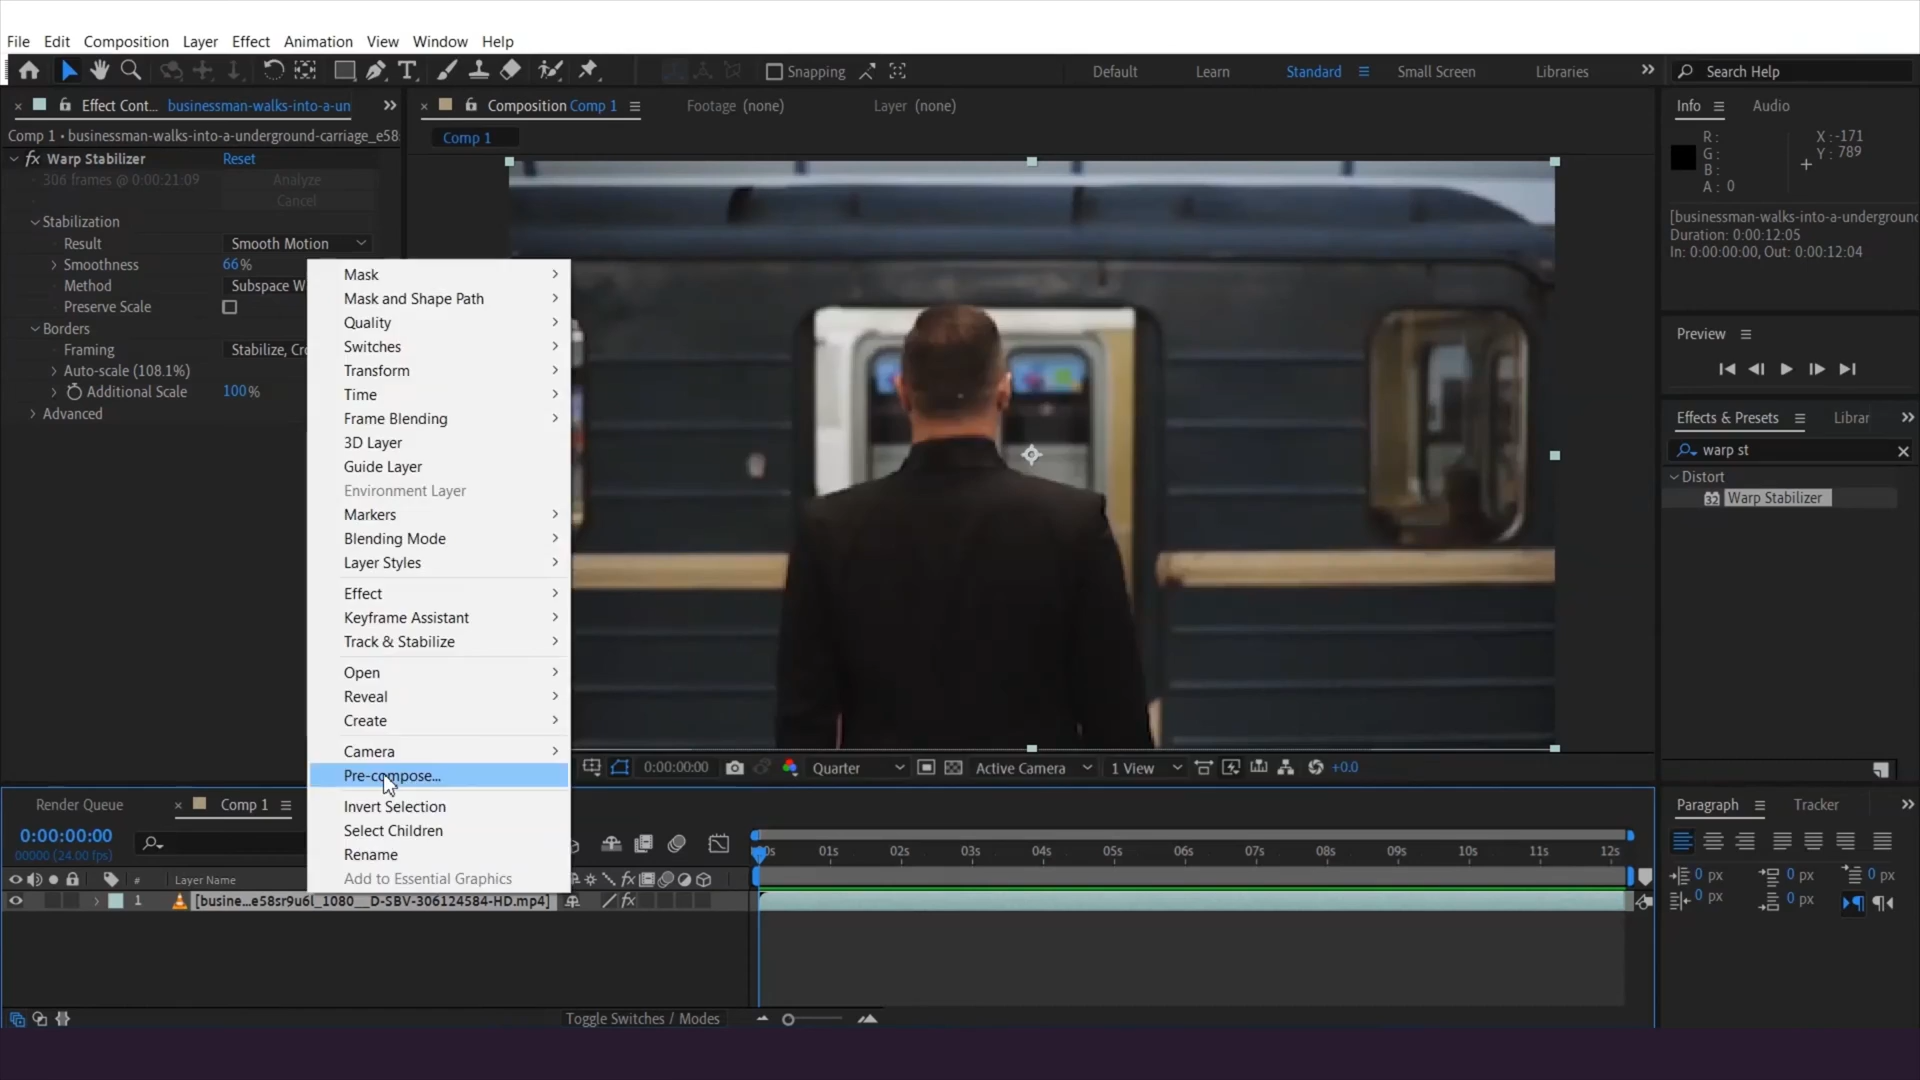 File Edit Composition Layer Effect Animation View Window Help
Snapping Default Learn Standard Small Screen Libraries Search Help
Effect Cont... businessman-walks-into-a-un
Composition Comp 1 Footage (none) Layer (none)
Info Audio
Comp 1 • businessman-walks-into-a-underground-carriage_e58
Comp 1
R: X: -171
G: Y: 789
B:
A: 0
fx Warp Stabilizer Reset
306 frames @ 0:00:21:09 Analyze
Cancel
Stabilization
Result Smooth Motion
Smoothness 66%
Method Subspace W
Preserve Scale
Borders
Framing Stabilize, Cr
Auto-scale (108.1%)
Additional Scale 100%
Advanced
[businessman-walks-into-a-underground
Duration: 0:00:12:05
In: 0:00:00:00, Out: 0:00:12:04
Preview
Effects & Presets Librar
warp st
Distort
32 Warp Stabilizer
Mask
Mask and Shape Path
Quality
Switches
Transform
Time
Frame Blending
3D Layer
Guide Layer
Environment Layer
Markers
Blending Mode
Layer Styles
Effect
Keyframe Assistant
Track & Stabilize
Open
Reveal
Create
Camera
Pre-compose...
Invert Selection
Select Children
Rename
Add to Essential Graphics
0:00:00:00 Quarter Active Camera 1 View +0.0
Render Queue Comp 1
0:00:00:00
00000 (24.00 fps)
01s 02s 03s 04s 05s 06s 07s 08s 09s 10s 11s 12s
# Layer Name fx
1 [busine...e58sr9u6l_1080__D-SBV-306124584-HD.mp4] fx
Toggle Switches / Modes
Paragraph Tracker
0 px 0 px 0 px
0 px 0 px